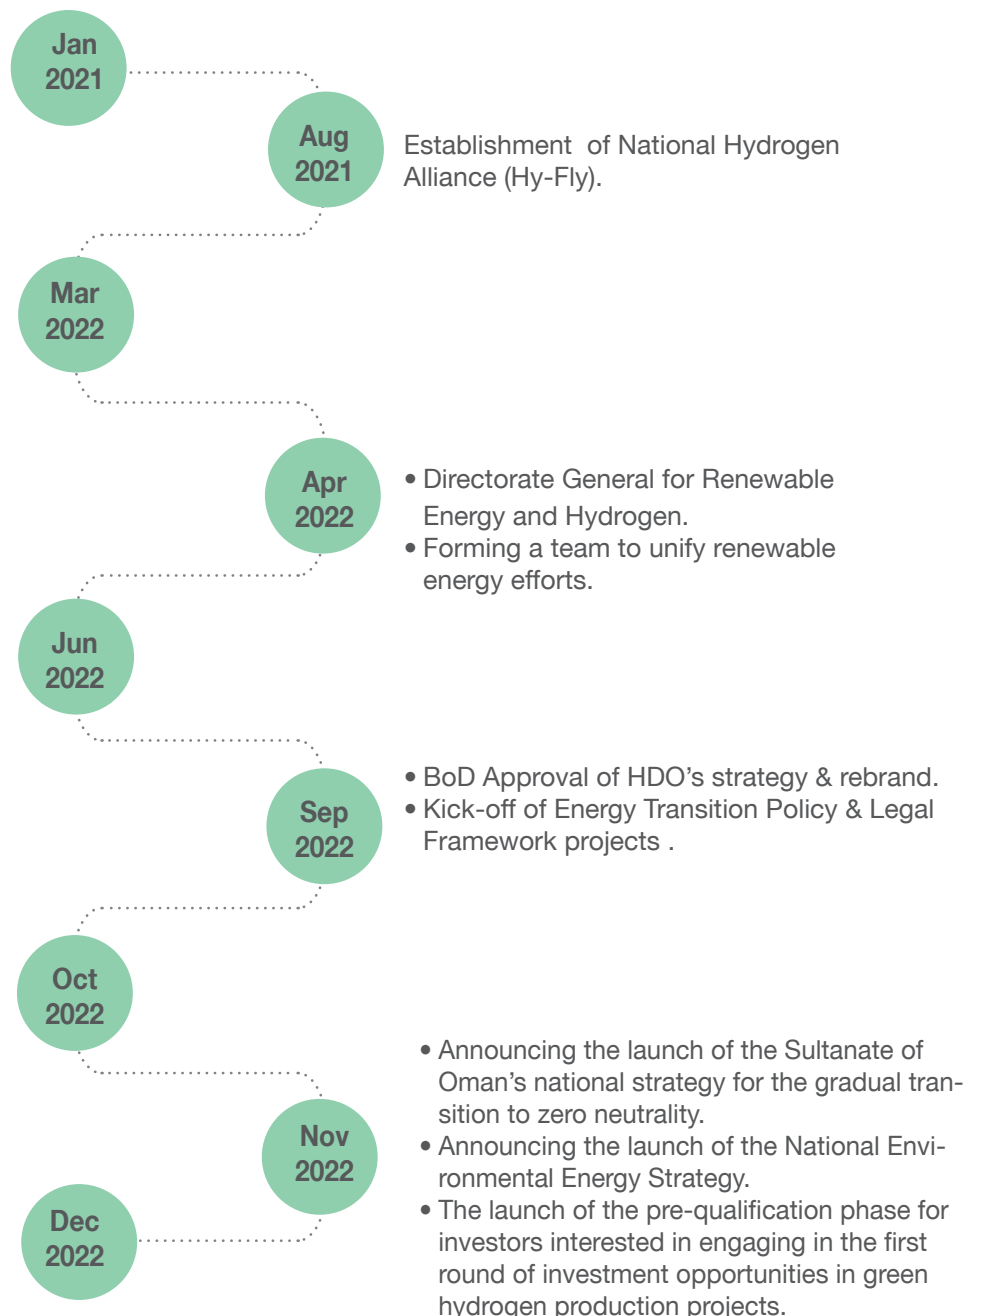 Jan
2021
Aug
2021
Establishment of National Hydrogen
Alliance (Hy-Fly).
Mar
2022
Apr
2022
• Directorate General for Renewable
Energy and Hydrogen.
• Forming a team to unify renewable
energy efforts.
Jun
2022
Sep
2022
• BoD Approval of HDO’s strategy & rebrand.
• Kick-off of Energy Transition Policy & Legal
Framework projects .
Oct
2022
Nov
2022
• Announcing the launch of the Sultanate of
Oman’s national strategy for the gradual tran-
sition to zero neutrality.
• Announcing the launch of the National Envi-
ronmental Energy Strategy.
• The launch of the pre-qualification phase for
investors interested in engaging in the first
round of investment opportunities in green
hydrogen production projects.
Dec
2022